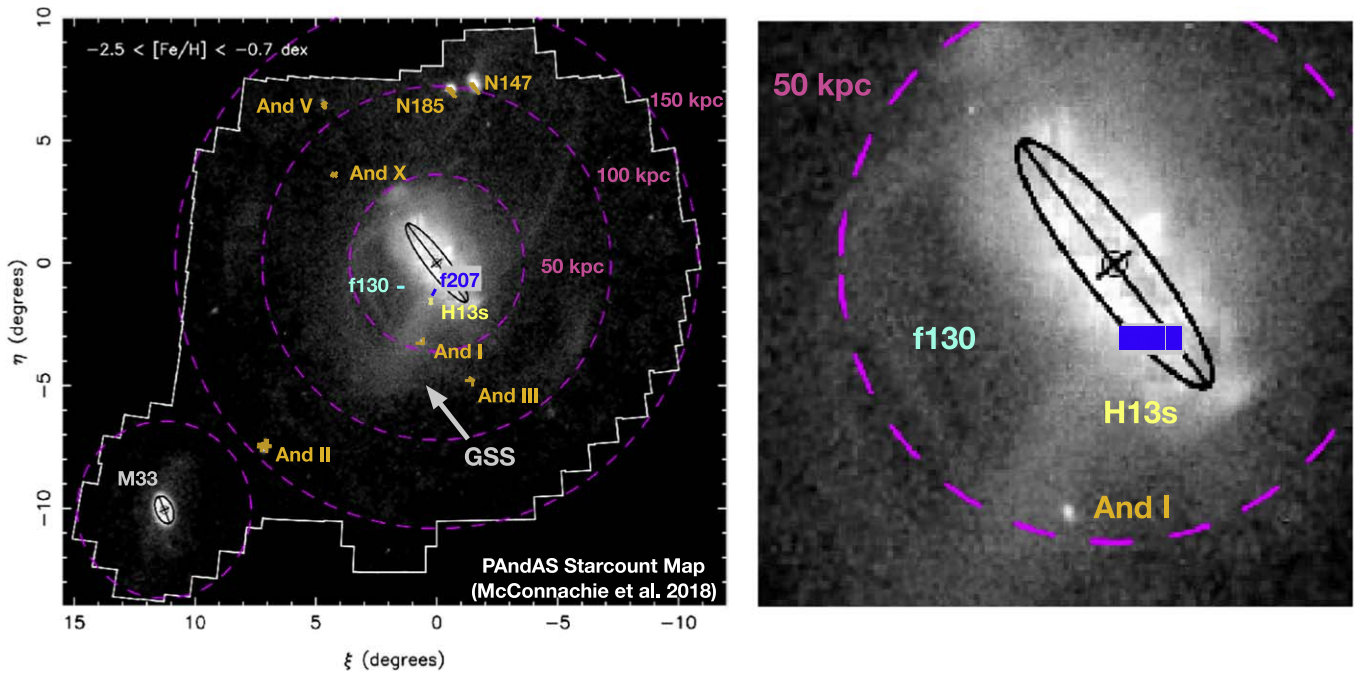 −2.5 < [Fe/H] < −0.7 dex
N147
N185
And V
150 kpc
And X
100 kpc
50 kpc
f207
f130
H13s
And I
And III
GSS
And II
M33
PAndAS Starcount Map
(McConnachie et al. 2018)
10
5
0
−5
−10
η (degrees)
15
10
5
0
−5
−10
ξ (degrees)
50 kpc
f130
H13s
And I